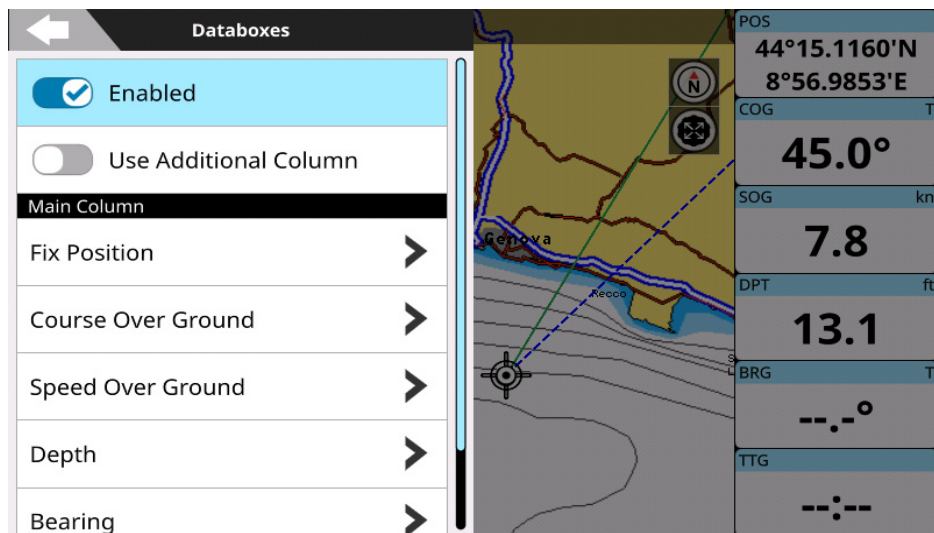 Databoxes
Enabled
Use Additional Column
Main Column
Fix Position
Course Over Ground
Speed Over Ground
Depth
Bearing
N
Genova
Recco
POS
44°15.1160'N
8°56.9853'E
COG T
45.0°
SOG kn
7.8
DPT ft
13.1
BRG T
--.-°
TTG
--:--